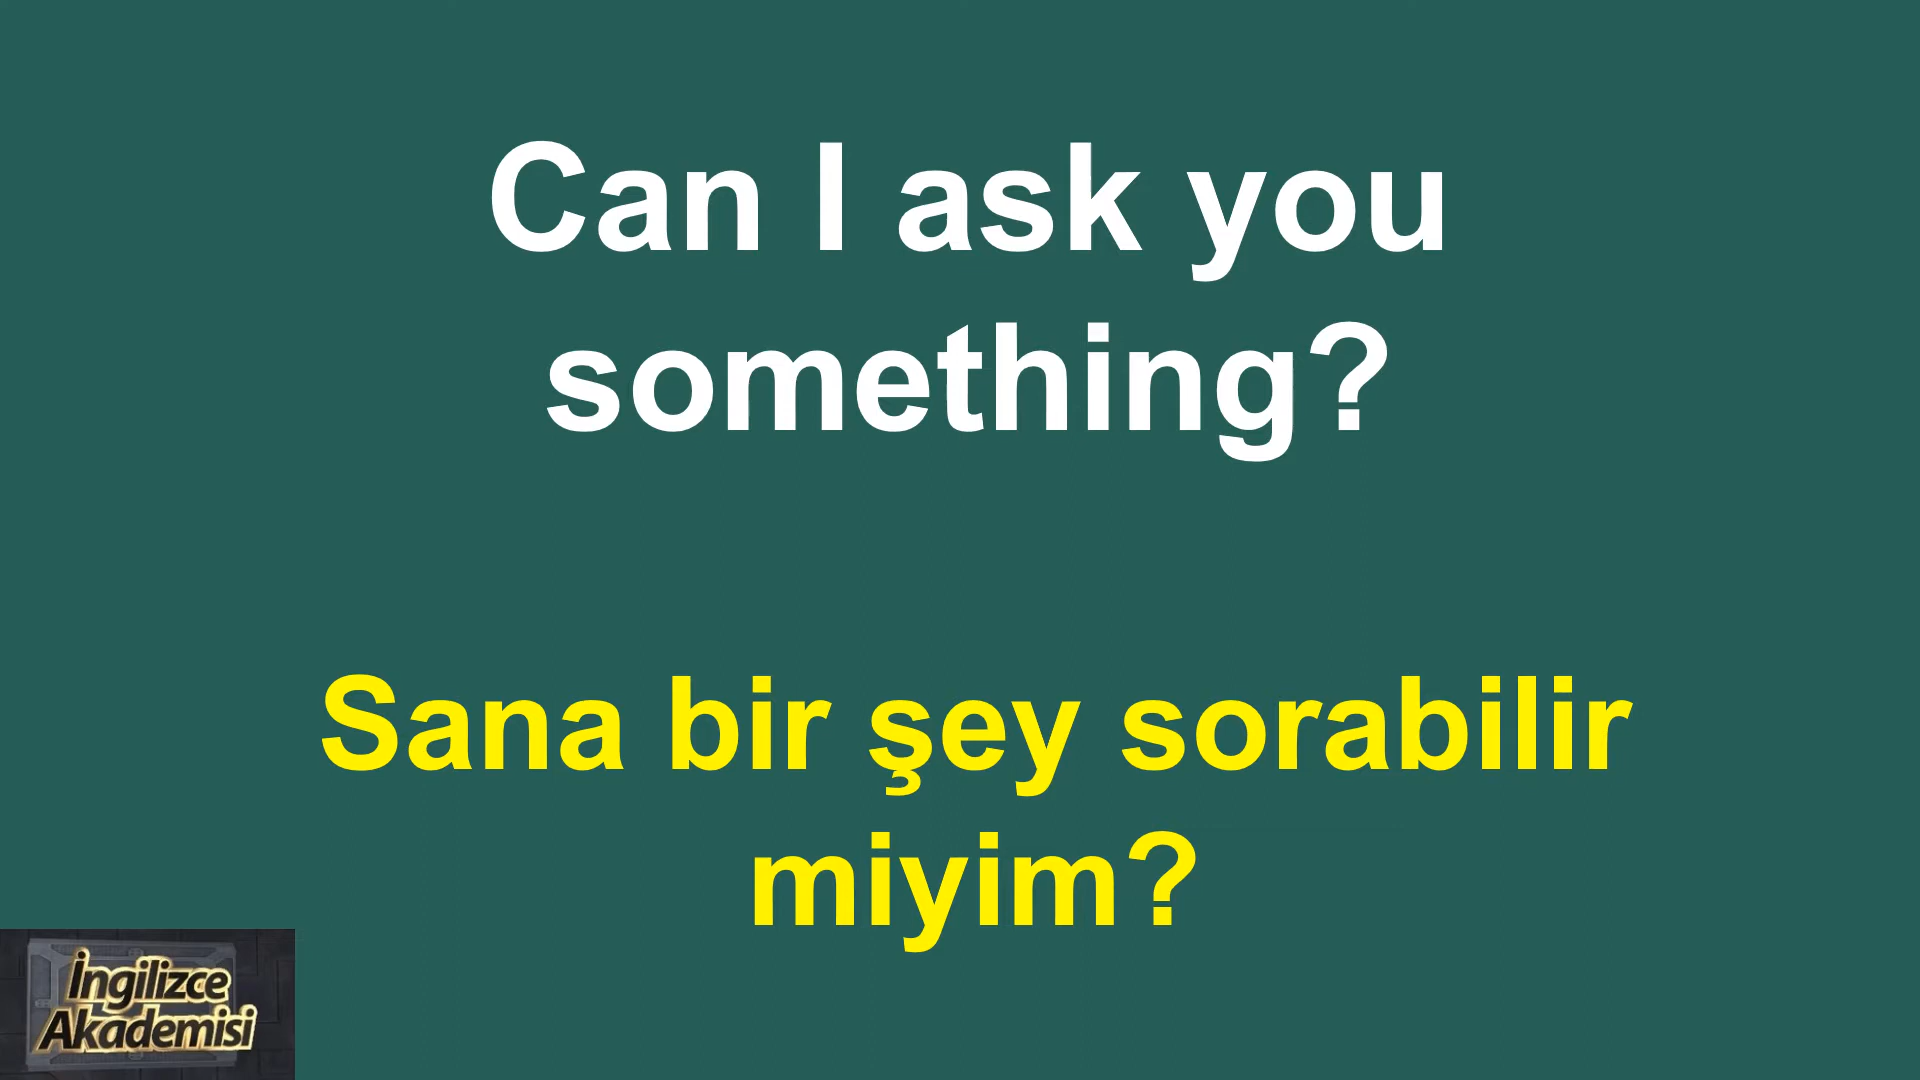 Can I ask you
something?
Sana bir şey sorabilir
miyim?
İngilizce
Akademisi